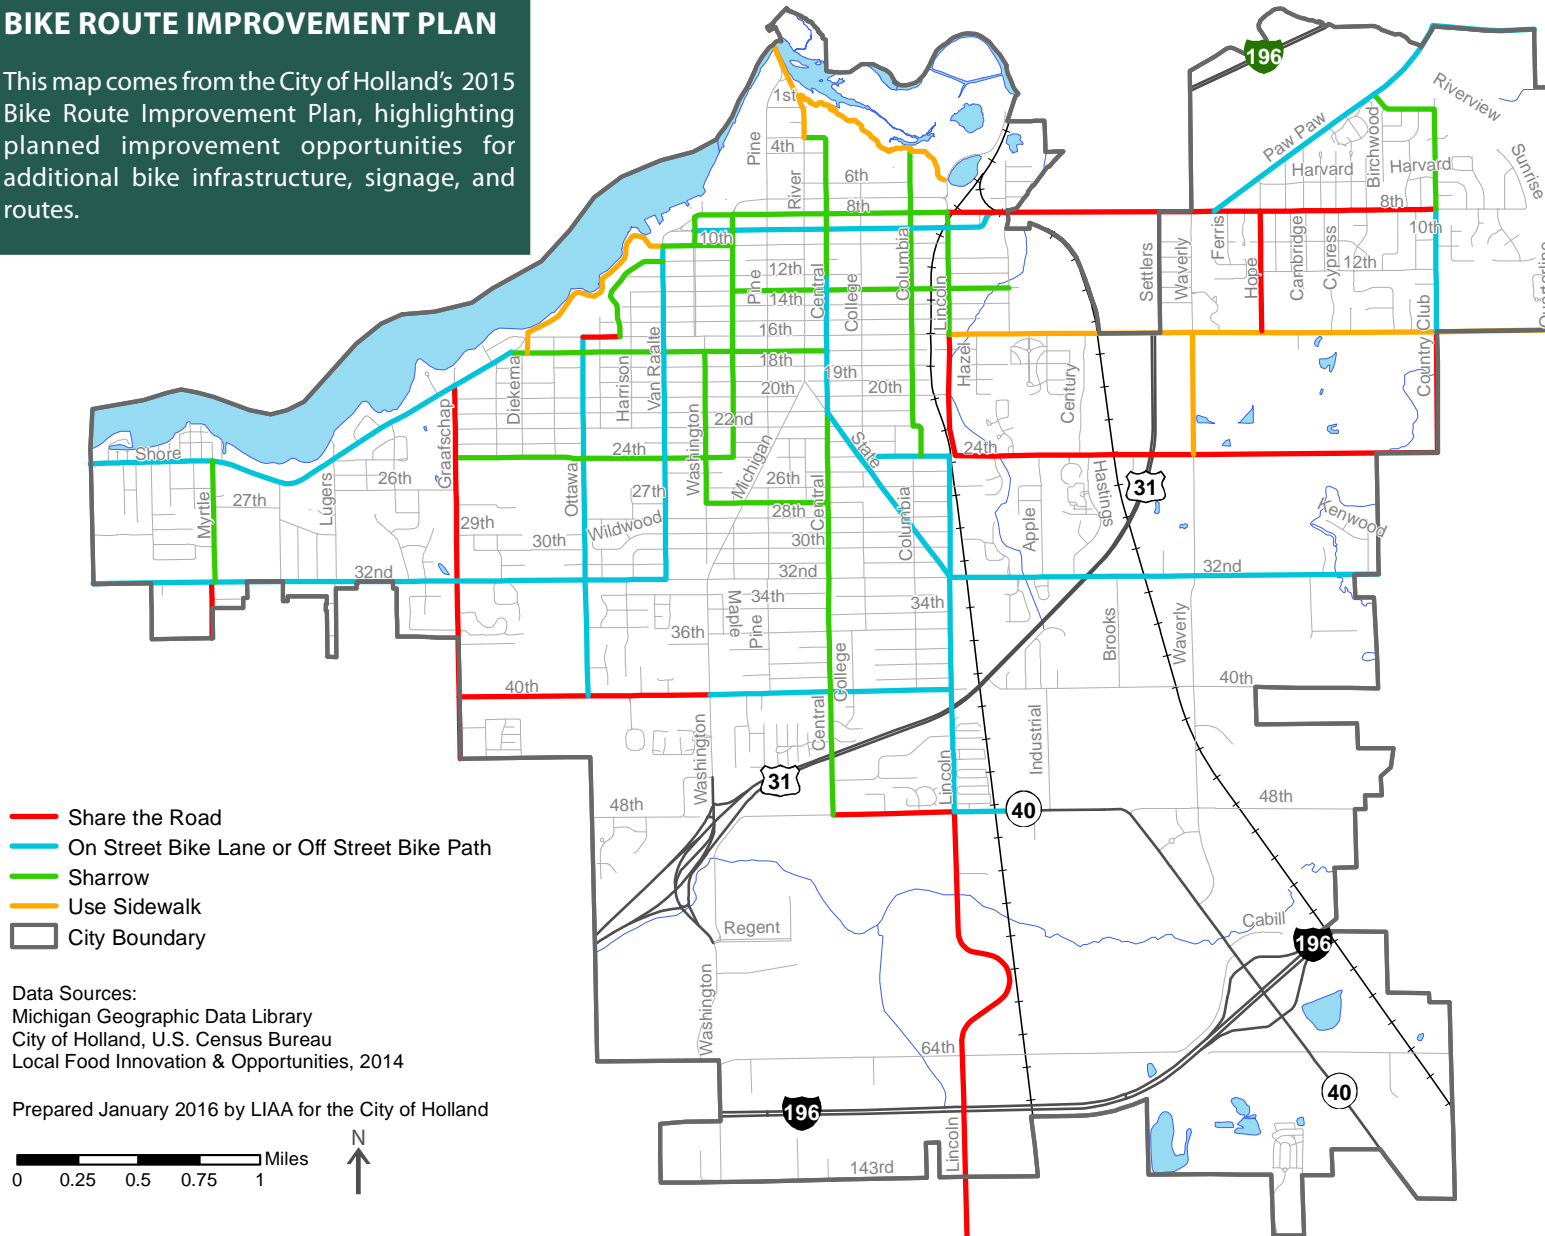 BIKE ROUTE IMPROVEMENT PLAN
This map comes from the City of Holland's 2015
Bike Route Improvement Plan, highlighting
planned improvement opportunities for
additional bike infrastructure, signage, and
routes.
196
Riverview
1st
Paw Paw
Birchwood
Pine
4th
Harvard
Harvard
Sunrise
6th
River
8th
8th
10th
10th
Columbia
Ferris
Cambridge
Cypress
12th
12th
Settlers
Waverly
Hope
Pine
Central
14th
College
Lincoln
Club
16th
Van Raalte
18th
19th
Hazel
Country
Diekema
Harrison
20th
20th
Century
Graafschap
22nd
Washington
Michigan
State
24th
24th
Shore
26th
26th
Ottawa
27th
27th
31
Hastings
Myrtle
Lugers
Central
28th
Columbia
Apple
Kenwood
29th
Wildwood
30th
30th
32nd
32nd
32nd
Maple
34th
34th
Pine
36th
Brooks
Waverly
College
40th
40th
Washington
Central
Industrial
Lincoln
31
48th
40
48th
Share the Road
On Street Bike Lane or Off Street Bike Path
Sharrow
Use Sidewalk
City Boundary
Regent
Cabill
196
Washington
Data Sources:
Michigan Geographic Data Library
City of Holland, U.S. Census Bureau
Local Food Innovation & Opportunities, 2014
64th
40
Prepared January 2016 by LIAA for the City of Holland
196
Lincoln
N
Miles
0 0.25 0.5 0.75 1
143rd